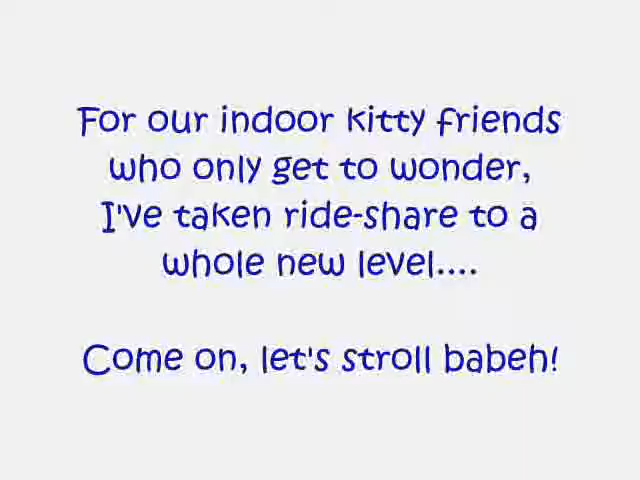 For our indoor kitty friends
who only get to wonder,
I've taken ride-share to a
whole new level....
Come on, let's stroll babeh!